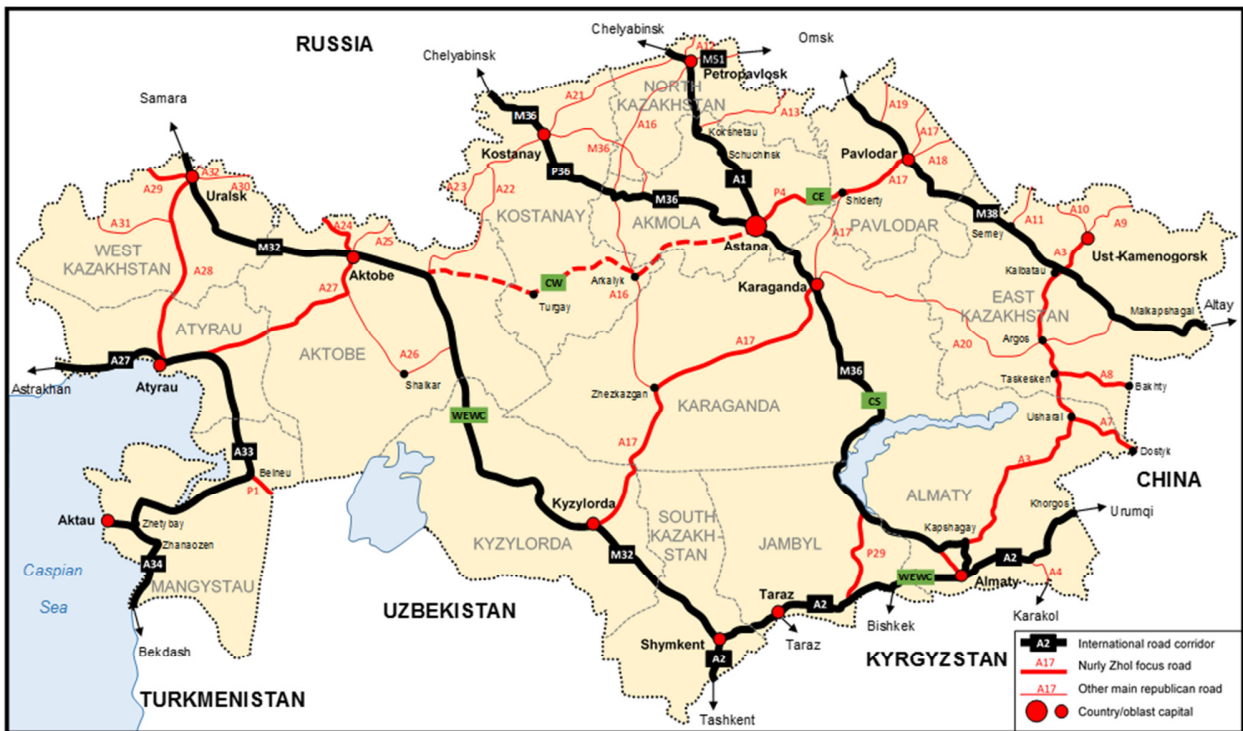 RUSSIA
Chelyabinsk
Chelyabinsk
Omsk
Samara
A12
M51
Petropavlosk
NORTH
KAZAKHSTAN
A21
A16
A13
M36
Kostanay
M36
P36
Kokshetau
Schuchinsk
A1
A19
A17
A18
Pavlodar
A17
P4
CE
Shiderty
A32
A29
A30
Uralsk
A31
WEST
KAZAKHSTAN
M32
A28
A24
A25
Aktobe
A27
A23
A22
KOSTANAY
M36
AKMOLA
Astana
A17
PAVLODAR
M38
Semey
A11
A10
A9
A3
Ust-Kamenogorsk
Kalbatau
CW
Turgay
Arkalyk
A16
Karaganda
EAST
KAZAKHSTAN
Maikapshagai
Altay
ATYRAU
AKTOBE
A26
Shalkar
A17
A20
Argos
Taskesken
A8
Bakhty
A27
Astrakhan
Atyrau
M36
Zhezkazgan
KARAGANDA
CS
Usharal
A7
Dostyk
WEWC
A33
Beineu
P1
A17
A3
CHINA
ALMATY
Khorgos
Urumqi
Aktau
Zhetybay
Zhanaozen
Kyzylorda
SOUTH
KAZAKH-
STAN
JAMBYL
Kapshagay
KYZYLORDA
M32
P29
A2
A34
MANGYSTAU
Caspian
Sea
WEWC
Almaty
A4
Karakol
UZBEKISTAN
Taraz
A2
Bishkek
Bekdash
Shymkent
A2
Taraz
KYRGYZSTAN
TURKMENISTAN
Tashkent
A2 International road corridor
A17 Nurly Zhol focus road
A17 Other main republican road
Country/oblast capital